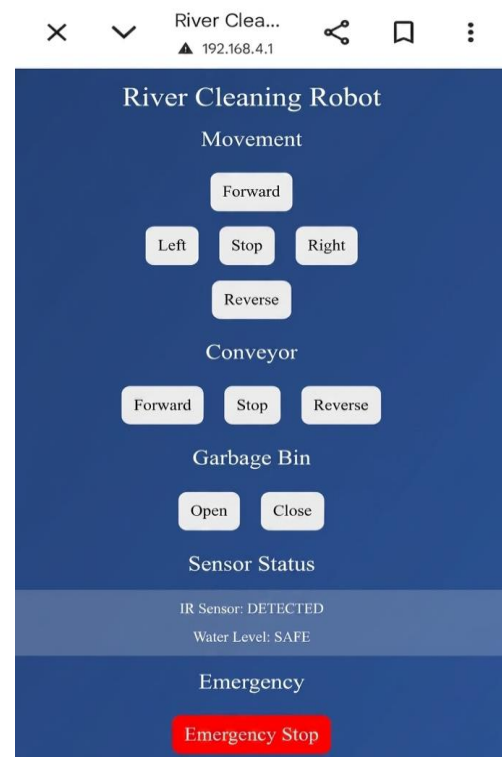 River Clea...
192.168.4.1
River Cleaning Robot
Movement
Forward
Left Stop Right
Reverse
Conveyor
Forward Stop Reverse
Garbage Bin
Open Close
Sensor Status
IR Sensor: DETECTED
Water Level: SAFE
Emergency
Emergency Stop